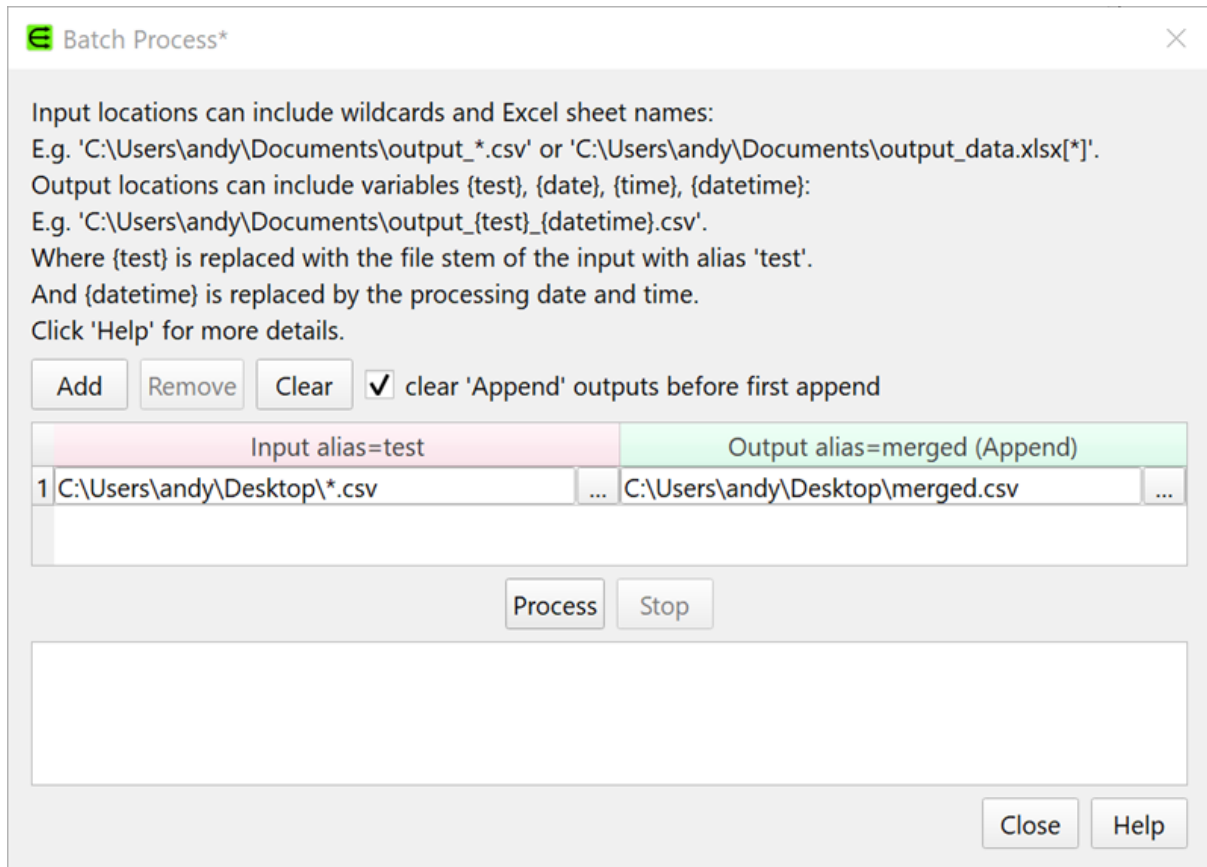 Batch Process*
Input locations can include wildcards and Excel sheet names:
E.g. 'C:\Users\andy\Documents\output_*.csv' or 'C:\Users\andy\Documents\output_data.xlsx[*]'.
Output locations can include variables {test}, {date}, {time}, {datetime}:
E.g. 'C:\Users\andy\Documents\output_{test}_{datetime}.csv'.
Where {test} is replaced with the file stem of the input with alias 'test'.
And {datetime} is replaced by the processing date and time.
Click 'Help' for more details.
Add Remove Clear clear 'Append' outputs before first append
Input alias=test Output alias=merged (Append)
1 C:\Users\andy\Desktop\*.csv ... C:\Users\andy\Desktop\merged.csv ...
Process Stop
Close Help